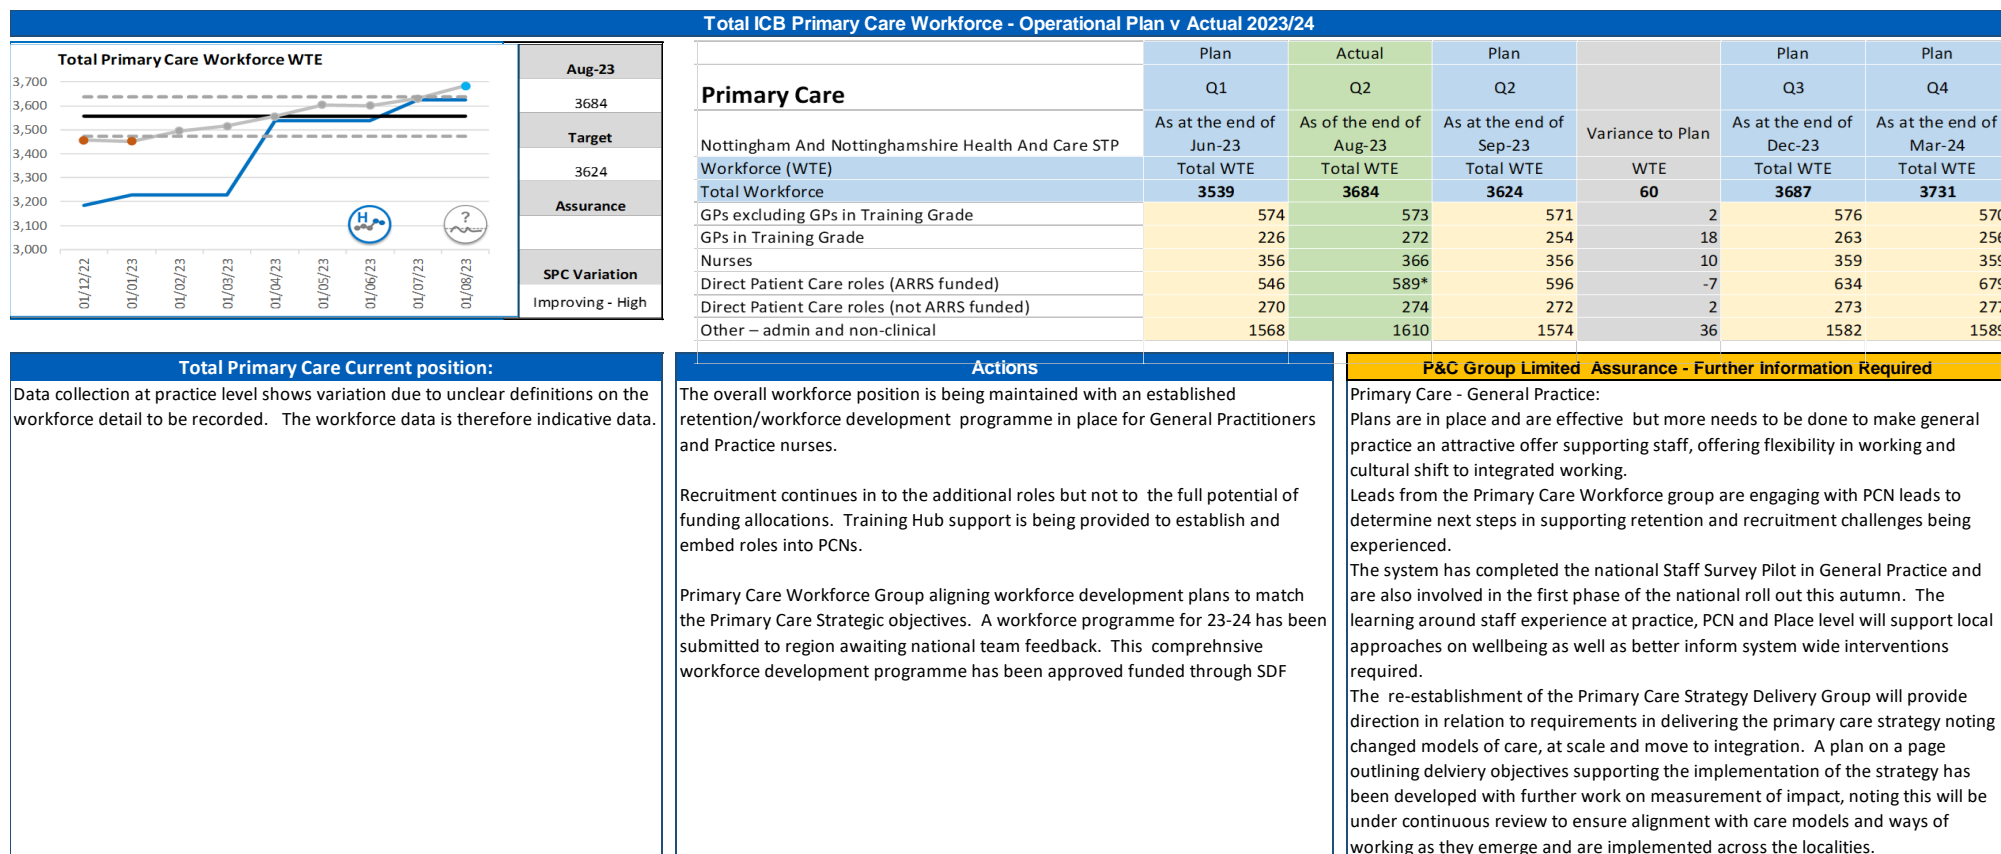 Total ICB Primary Care Workforce - Operational Plan v Actual 2023/24
Total Primary Care Workforce WTE
3,700
3,600
3,500
3,400
3,300
3,200
3,100
3,000
H
?
01/12/22
01/01/23
01/02/23
01/03/23
01/04/23
01/05/23
01/06/23
01/07/23
01/08/23
Aug-23
3684
Target
3624
Assurance
SPC Variation
Improving - High
Plan Actual Plan Plan Plan
Primary Care Q1 Q2 Q2 Q3 Q4
As at the end of As of the end of As at the end of As at the end of As at the end of
Nottingham And Nottinghamshire Health And Care STP Jun-23 Aug-23 Sep-23 Variance to Plan Dec-23 Mar-24
Workforce (WTE) Total WTE Total WTE Total WTE WTE Total WTE Total WTE
Total Workforce 3539 3684 3624 60 3687 3731
GPs excluding GPs in Training Grade 574 573 571 2 576 570
GPs in Training Grade 226 272 254 18 263 256
Nurses 356 366 356 10 359 359
Direct Patient Care roles (ARRS funded) 546 589* 596 -7 634 679
Direct Patient Care roles (not ARRS funded) 270 274 272 2 273 277
Other – admin and non-clinical 1568 1610 1574 36 1582 1589
Total Primary Care Current position:
Data collection at practice level shows variation due to unclear definitions on the
workforce detail to be recorded. The workforce data is therefore indicative data.
Actions
The overall workforce position is being maintained with an established
retention/workforce development programme in place for General Practitioners
and Practice nurses.
Recruitment continues in to the additional roles but not to the full potential of
funding allocations. Training Hub support is being provided to establish and
embed roles into PCNs.
Primary Care Workforce Group aligning workforce development plans to match
the Primary Care Strategic objectives. A workforce programme for 23-24 has been
submitted to region awaiting national team feedback. This comprehnsive
workforce development programme has been approved funded through SDF
P&C Group Limited Assurance - Further Information Required
Primary Care - General Practice:
Plans are in place and are effective but more needs to be done to make general
practice an attractive offer supporting staff, offering flexibility in working and
cultural shift to integrated working.
Leads from the Primary Care Workforce group are engaging with PCN leads to
determine next steps in supporting retention and recruitment challenges being
experienced.
The system has completed the national Staff Survey Pilot in General Practice and
are also involved in the first phase of the national roll out this autumn. The
learning around staff experience at practice, PCN and Place level will support local
approaches on wellbeing as well as better inform system wide interventions
required.
The re-establishment of the Primary Care Strategy Delivery Group will provide
direction in relation to requirements in delivering the primary care strategy noting
changed models of care, at scale and move to integration. A plan on a page
outlining delviery objectives supporting the implementation of the strategy has
been developed with further work on measurement of impact, noting this will be
under continuous review to ensure alignment with care models and ways of
working as they emerge and are implemented across the localities.